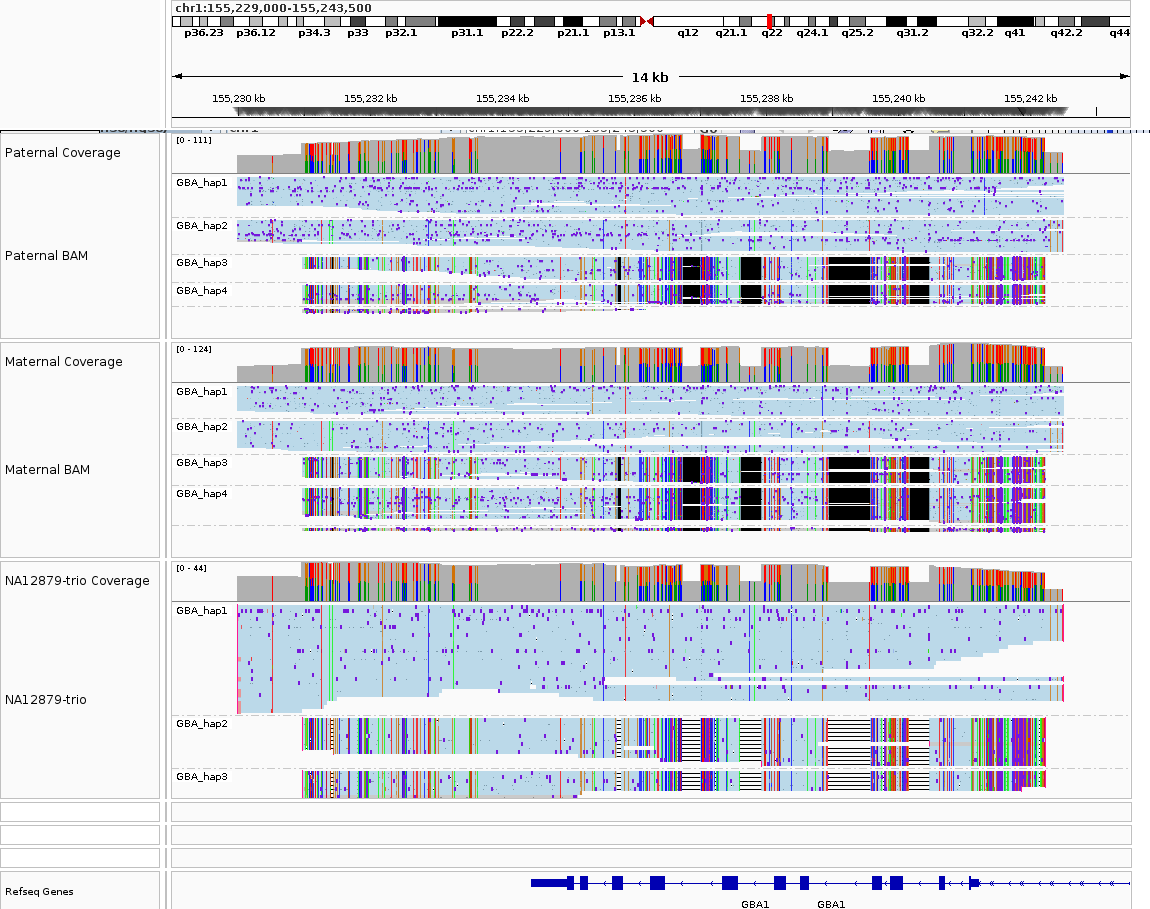 chr1:155,229,000-155,243,500
p36.23 p36.12 p34.3 p33 p32.1 p31.1 p22.2 p21.1 p13.1 q12 q21.1 q22 q24.1 q25.2 q31.2 q32.2 q41 q42.2 q44
14 kb
155,230 kb 155,232 kb 155,234 kb 155,236 kb 155,238 kb 155,240 kb 155,242 kb
Paternal Coverage
[0 - 111]
GBA_hap1
GBA_hap2
Paternal BAM
GBA_hap3
GBA_hap4
[0 - 124]
Maternal Coverage
GBA_hap1
GBA_hap2
GBA_hap3
Maternal BAM
GBA_hap4
[0 - 44]
NA12879-trio Coverage
GBA_hap1
NA12879-trio
GBA_hap2
GBA_hap3
Refseq Genes
GBA1 GBA1